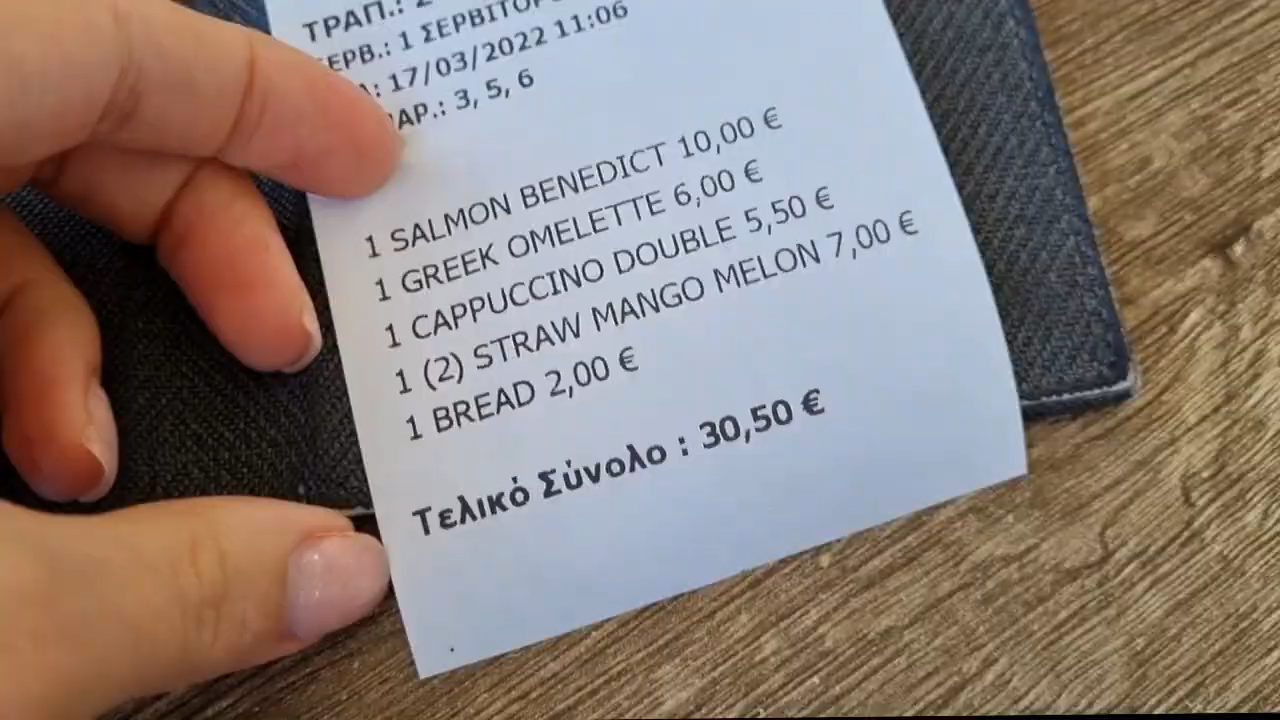 ΤΡΑΠ.:
ΕΡΒ.: 1 ΣΕΡΒΙΤΟΡ
17/03/2022 11:06
ΑΡ.: 3, 5, 6
1 SALMON BENEDICT 10,00 €
1 GREEK OMELETTE 6,00 €
1 CAPPUCCINO DOUBLE 5,50 €
1 (2) STRAW MANGO MELON 7,00 €
1 BREAD 2,00 €
Τελικό Σύνολο : 30,50 €